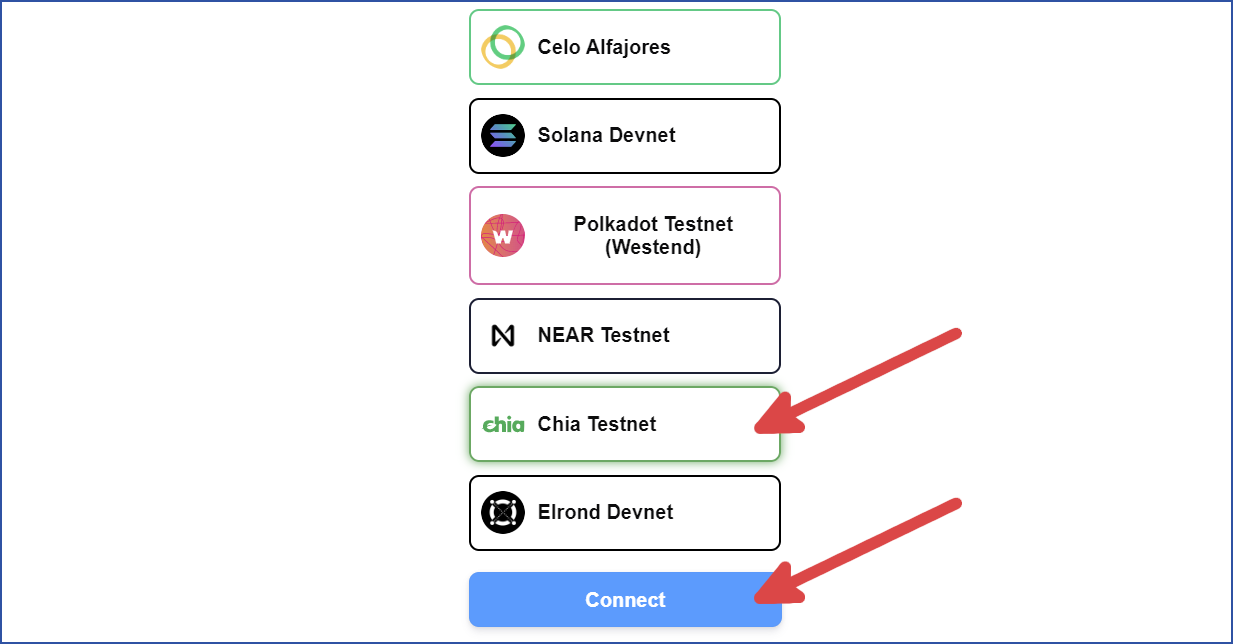 Celo Alfajores
Solana Devnet
W
Polkadot Testnet
(Westend)
NEAR Testnet
chia Chia Testnet
Elrond Devnet
Connect